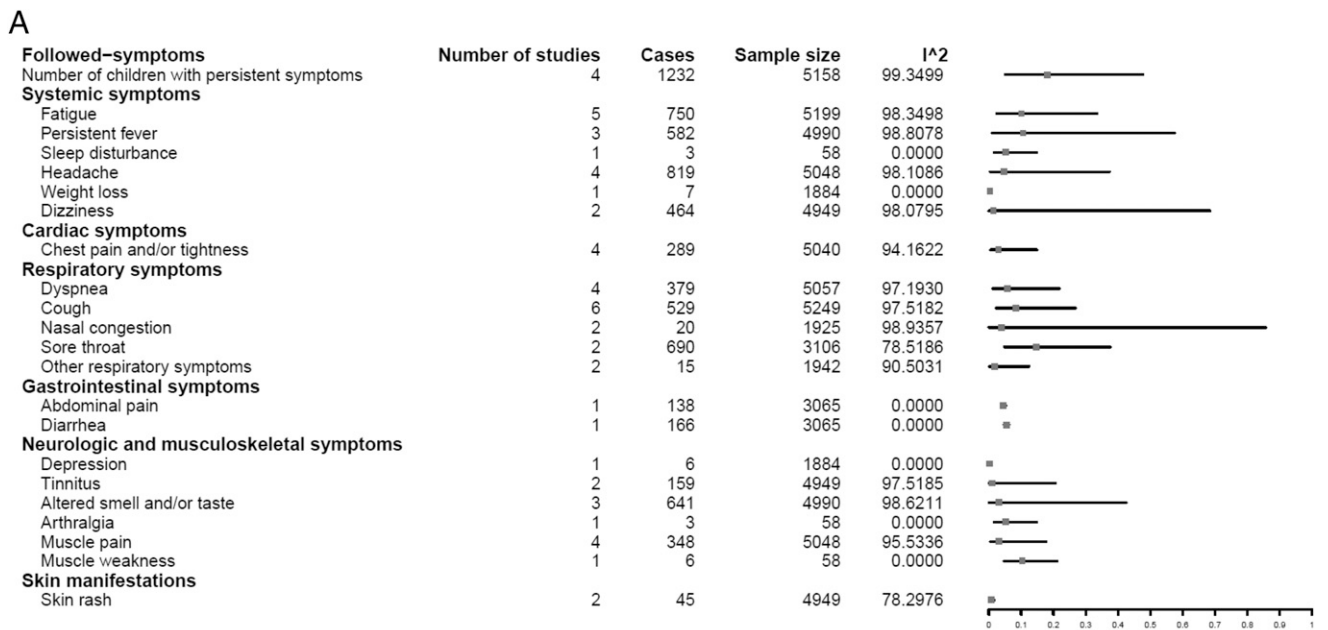 A
Followed−symptoms Number of studies Cases Sample size I^2
Number of children with persistent symptoms 4 1232 5158 99.3499
Systemic symptoms
Fatigue 5 750 5199 98.3498
Persistent fever 3 582 4990 98.8078
Sleep disturbance 1 3 58 0.0000
Headache 4 819 5048 98.1086
Weight loss 1 7 1884 0.0000
Dizziness 2 464 4949 98.0795
Cardiac symptoms
Chest pain and/or tightness 4 289 5040 94.1622
Respiratory symptoms
Dyspnea 4 379 5057 97.1930
Cough 6 529 5249 97.5182
Nasal congestion 2 20 1925 98.9357
Sore throat 2 690 3106 78.5186
Other respiratory symptoms 2 15 1942 90.5031
Gastrointestinal symptoms
Abdominal pain 1 138 3065 0.0000
Diarrhea 1 166 3065 0.0000
Neurologic and musculoskeletal symptoms
Depression 1 6 1884 0.0000
Tinnitus 2 159 4949 97.5185
Altered smell and/or taste 3 641 4990 98.6211
Arthralgia 1 3 58 0.0000
Muscle pain 4 348 5048 95.5336
Muscle weakness 1 6 58 0.0000
Skin manifestations
Skin rash 2 45 4949 78.2976
0 0.1 0.2 0.3 0.4 0.5 0.6 0.7 0.8 0.9 1